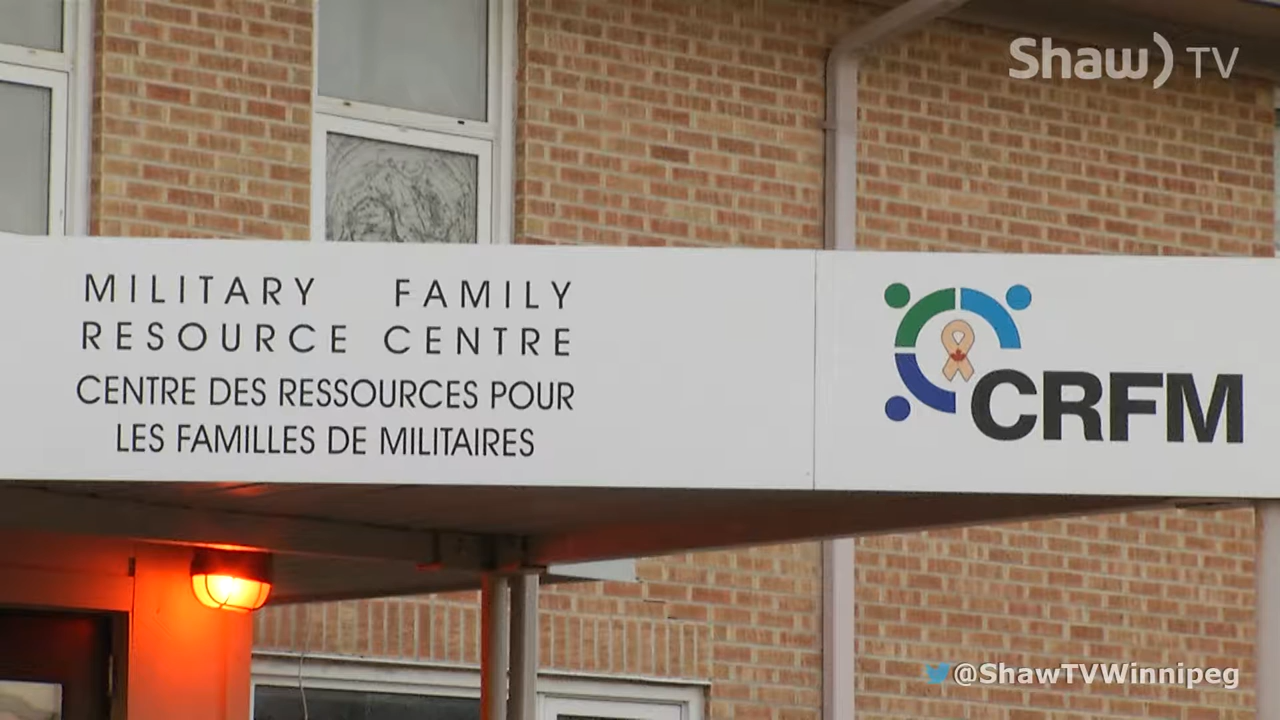 Shaw) TV
MILITARY FAMILY
RESOURCE CENTRE
CENTRE DES RESSOURCES POUR
LES FAMILLES DE MILITAIRES
CRFM
@ShawTVWinnipeg